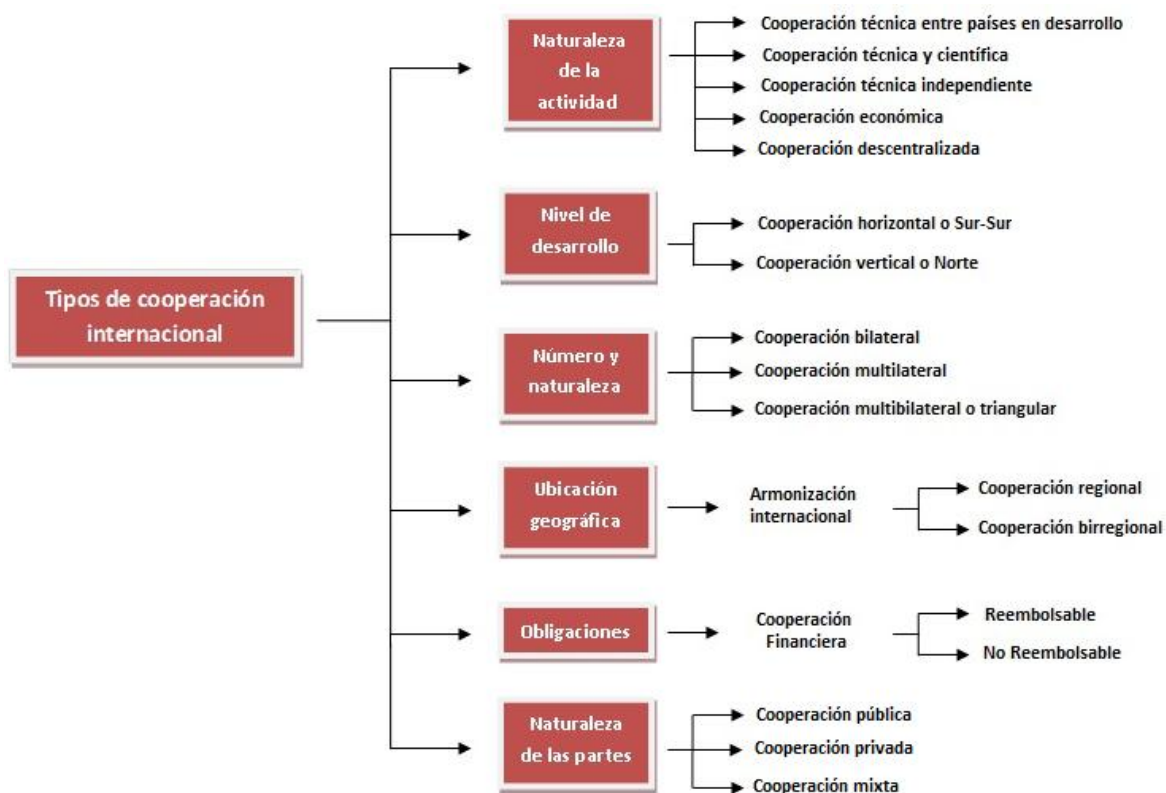 Tipos de cooperación
internacional
Naturaleza
de la
actividad
Cooperación técnica entre países en desarrollo
Cooperación técnica y científica
Cooperación técnica independiente
Cooperación económica
Cooperación descentralizada
Nivel de
desarrollo
Cooperación horizontal o Sur-Sur
Cooperación vertical o Norte
Número y
naturaleza
Cooperación bilateral
Cooperación multilateral
Cooperación multibilateral o triangular
Ubicación
geográfica
Armonización
internacional
Cooperación regional
Cooperación birregional
Obligaciones
Cooperación
Financiera
Reembolsable
No Reembolsable
Naturaleza
de las partes
Cooperación pública
Cooperación privada
Cooperación mixta